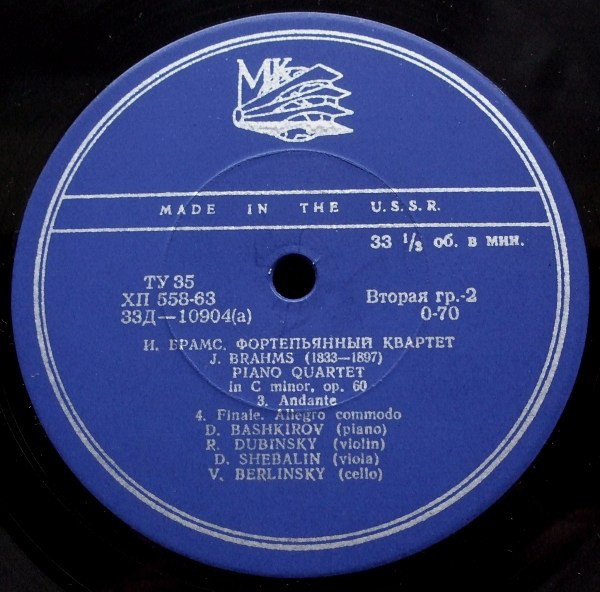 МК
MADE IN THE U.S.S.R.
33 1/3 об. в мин.
ТУ 35
ХП 558-63
33Д—10904(а)
Вторая гр.-2
0-70
И. БРАМС. ФОРТЕПЬЯННЫЙ КВАРТЕТ
J. BRAHMS (1833—1897)
PIANO QUARTET
in C minor, op. 60
3. Andante
4. Finale. Allegro commodo
D. BASHKIROV (piano)
R. DUBINSKY (violin)
D. SHEBALIN (viola)
V. BERLINSKY (cello)